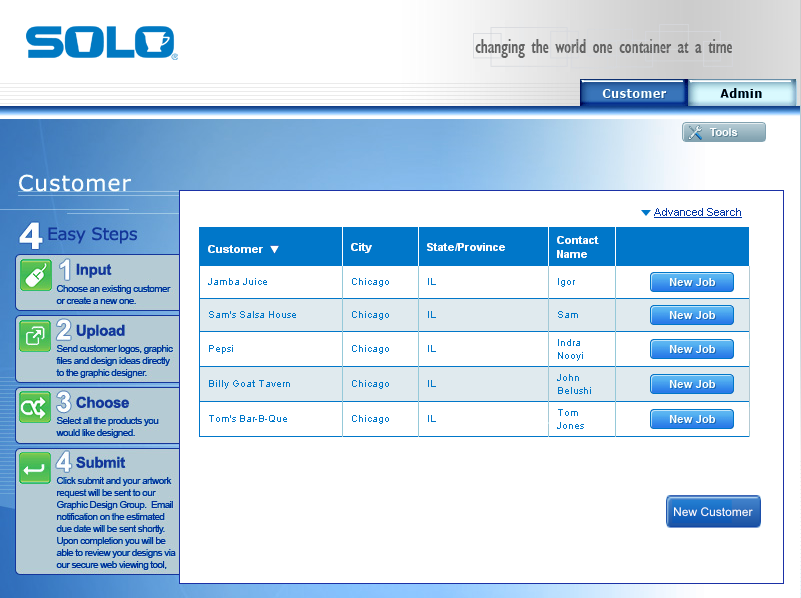 SOLO
changing the world one container at a time
Customer
Admin
Tools
Customer
4 Easy Steps
1 Input
Choose an existing customer
or create a new one.
2 Upload
Send customer logos, graphic
files and design ideas directly
to the graphic designer.
3 Choose
Select all the products you
would like designed.
4 Submit
Click submit and your artwork
request will be sent to our
Graphic Design Group. Email
notification on the estimated
due date will be sent shortly.
Upon completion you will be
able to review your designs via
our secure web viewing tool,
Advanced Search
Customer City State/Province Contact Name
Jamba Juice Chicago IL Igor New Job
Sam's Salsa House Chicago IL Sam New Job
Pepsi Chicago IL Indra Nooyi New Job
Billy Goat Tavern Chicago IL John Belushi New Job
Tom's Bar-B-Que Chicago IL Tom Jones New Job
New Customer